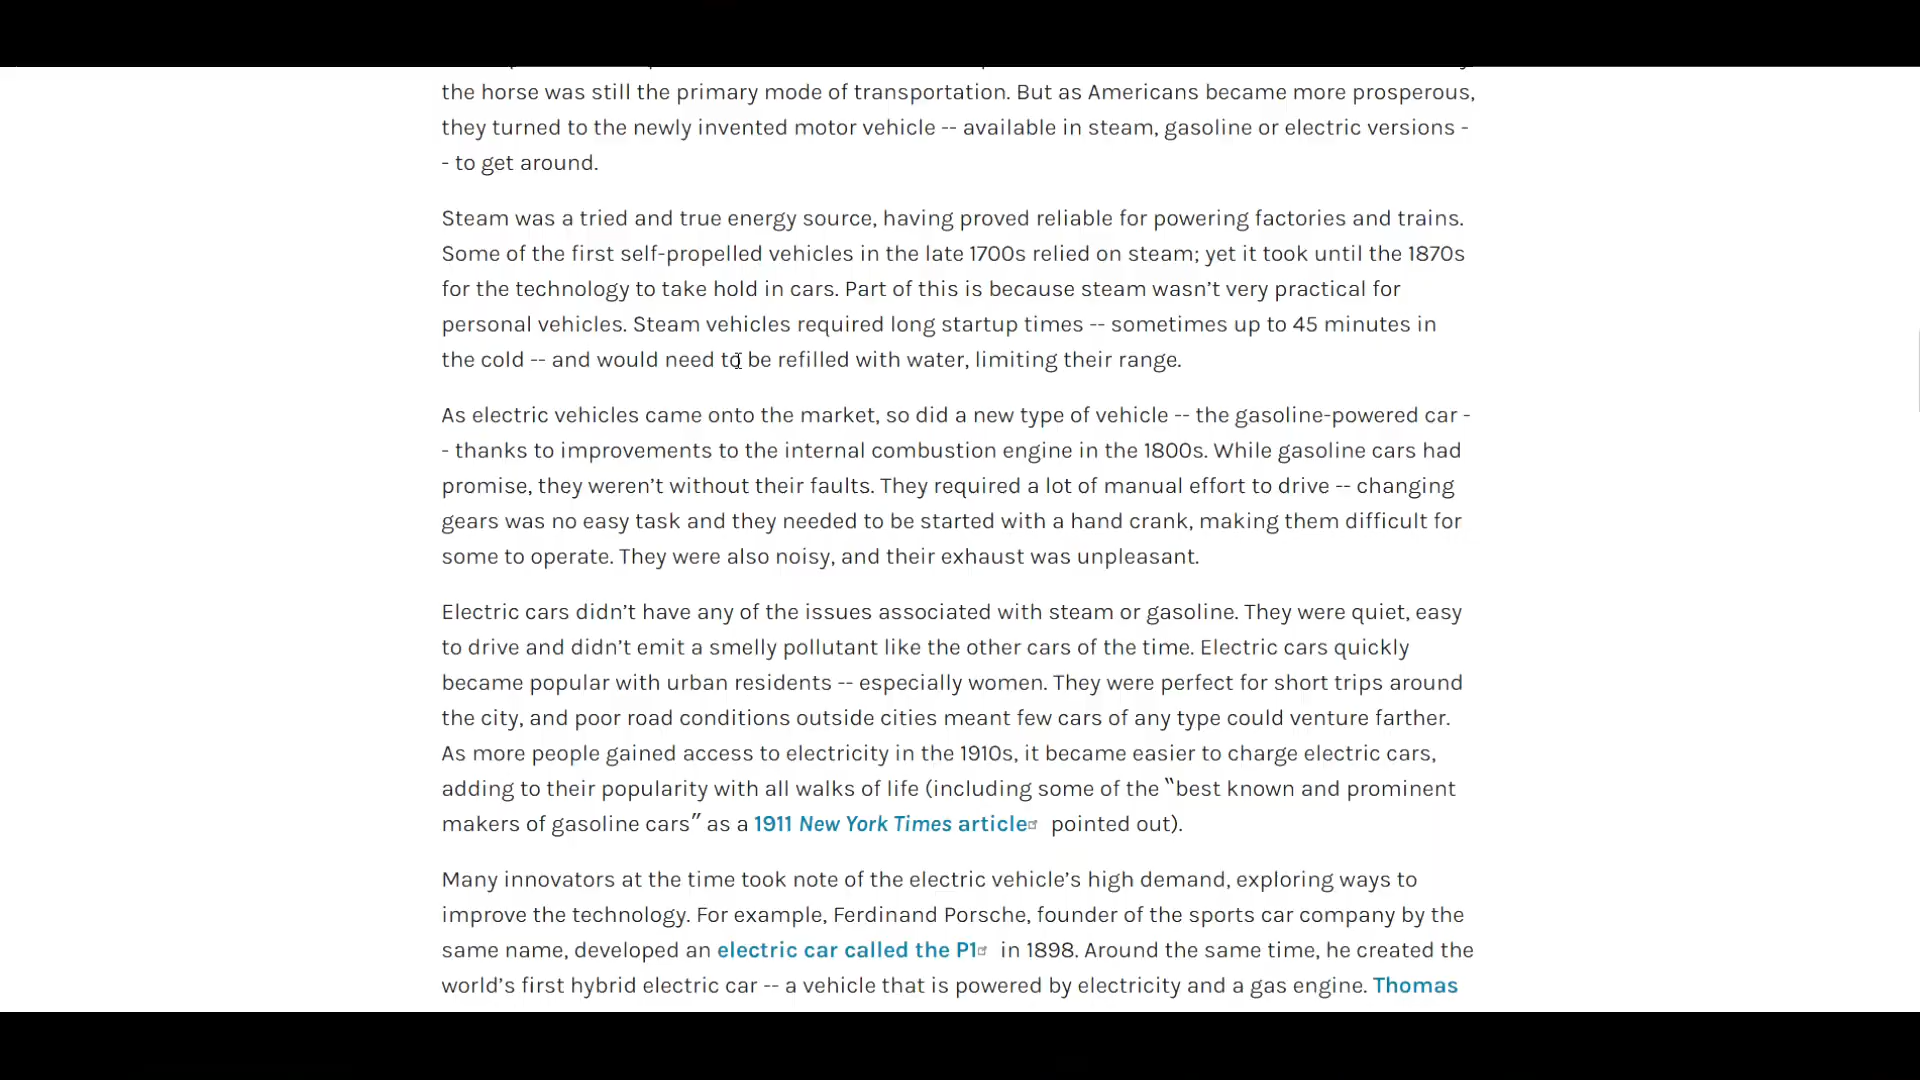 the horse was still the primary mode of transportation. But as Americans became more prosperous,
they turned to the newly invented motor vehicle -- available in steam, gasoline or electric versions -
- to get around.
Steam was a tried and true energy source, having proved reliable for powering factories and trains.
Some of the first self-propelled vehicles in the late 1700s relied on steam; yet it took until the 1870s
for the technology to take hold in cars. Part of this is because steam wasn't very practical for
personal vehicles. Steam vehicles required long startup times -- sometimes up to 45 minutes in
the cold -- and would need to be refilled with water, limiting their range.
As electric vehicles came onto the market, so did a new type of vehicle -- the gasoline-powered car -
- thanks to improvements to the internal combustion engine in the 1800s. While gasoline cars had
promise, they weren't without their faults. They required a lot of manual effort to drive -- changing
gears was no easy task and they needed to be started with a hand crank, making them difficult for
some to operate. They were also noisy, and their exhaust was unpleasant.
Electric cars didn't have any of the issues associated with steam or gasoline. They were quiet, easy
to drive and didn't emit a smelly pollutant like the other cars of the time. Electric cars quickly
became popular with urban residents -- especially women. They were perfect for short trips around
the city, and poor road conditions outside cities meant few cars of any type could venture farther.
As more people gained access to electricity in the 1910s, it became easier to charge electric cars,
adding to their popularity with all walks of life (including some of the "best known and prominent
makers of gasoline cars" as a 1911 New York Times article pointed out).
Many innovators at the time took note of the electric vehicle's high demand, exploring ways to
improve the technology. For example, Ferdinand Porsche, founder of the sports car company by the
same name, developed an electric car called the P1 in 1898. Around the same time, he created the
world's first hybrid electric car -- a vehicle that is powered by electricity and a gas engine. Thomas